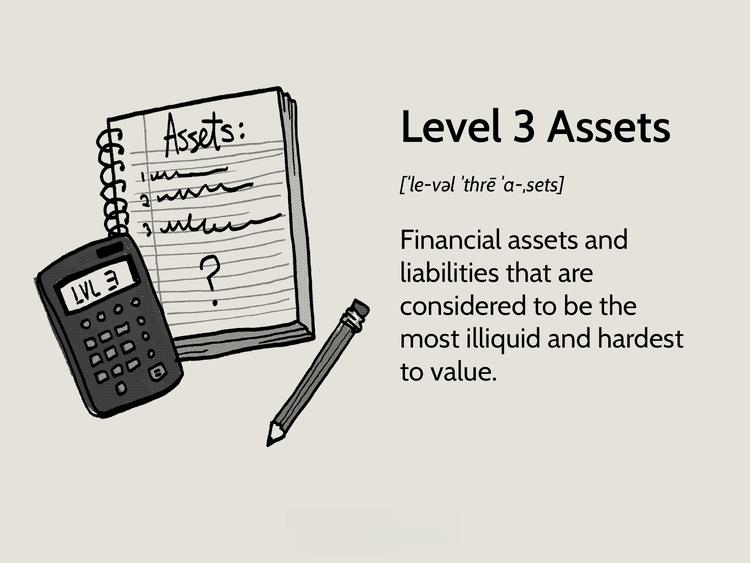 Assets:
1
2
3
?
LVL 3
Level 3 Assets
[ˈle-vəl ˈthrē ˈa-ˌsets]
Financial assets and
liabilities that are
considered to be the
most illiquid and hardest
to value.